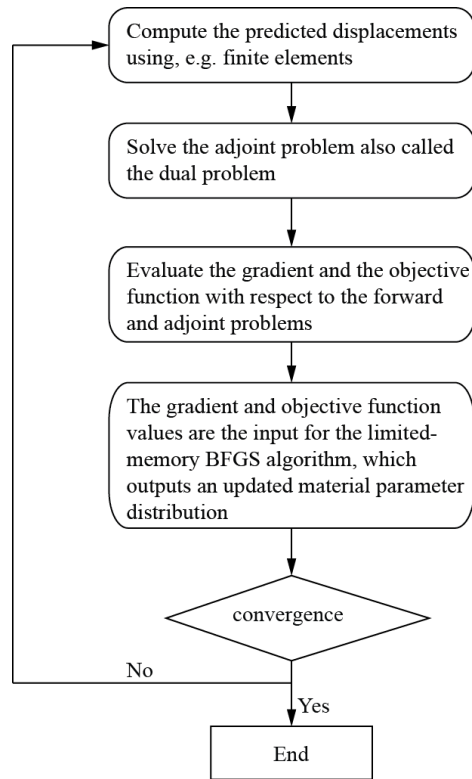 Compute the predicted displacements
using, e.g. finite elements
Solve the adjoint problem also called
the dual problem
Evaluate the gradient and the objective
function with respect to the forward
and adjoint problems
The gradient and objective function
values are the input for the limited-
memory BFGS algorithm, which
outputs an updated material parameter
distribution
convergence
No
Yes
End